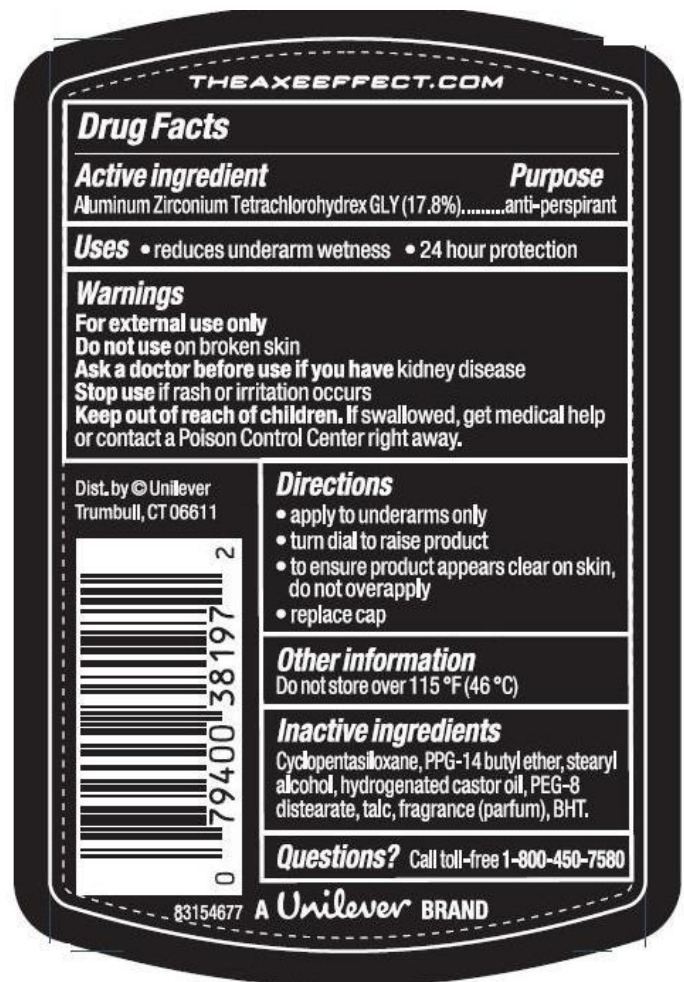 THEAXEEFFECT.COM
Drug Facts
Active ingredient Purpose
Aluminum Zirconium Tetrachlorohydrex GLY (17.8%).........anti-perspirant
Uses • reduces underarm wetness • 24 hour protection
Warnings
For external use only
Do not use on broken skin
Ask a doctor before use if you have kidney disease
Stop use if rash or irritation occurs
Keep out of reach of children. If swallowed, get medical help
or contact a Poison Control Center right away.
Dist. by © Unilever
Trumbull, CT 06611
0 79400 38197 2
Directions
• apply to underarms only
• turn dial to raise product
• to ensure product appears clear on skin,
do not overapply
• replace cap
Other information
Do not store over 115 °F (46 °C)
Inactive ingredients
Cyclopentasiloxane, PPG-14 butyl ether, stearyl
alcohol, hydrogenated castor oil, PEG-8
distearate, talc, fragrance (parfum), BHT.
Questions? Call toll-free 1-800-450-7580
83154677 A Unilever BRAND